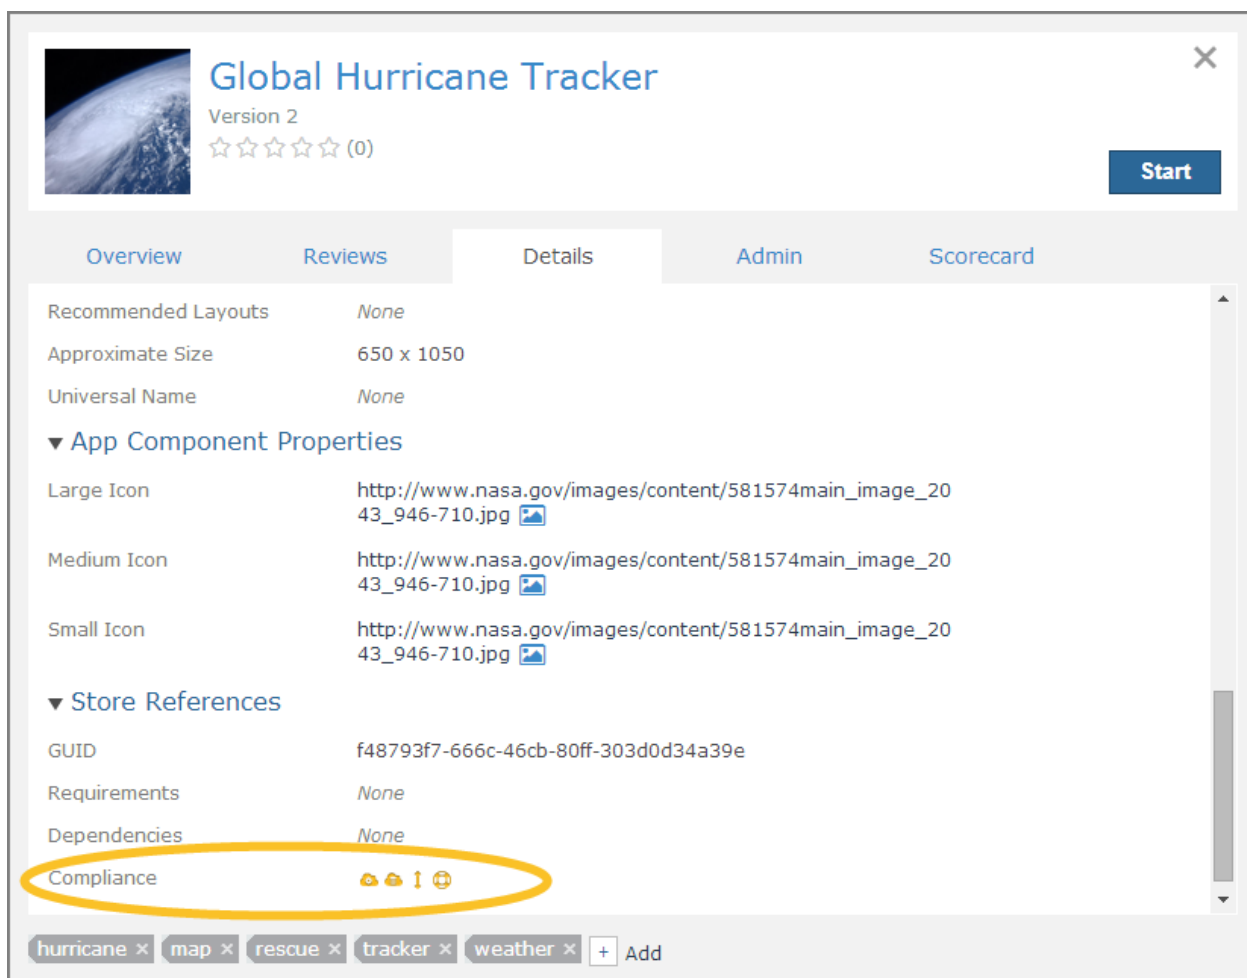 Global Hurricane Tracker
Version 2
(0)
Start
Overview Reviews Details Admin Scorecard
Recommended Layouts None
Approximate Size 650 x 1050
Universal Name None
App Component Properties
Large Icon http://www.nasa.gov/images/content/581574main_image_20
43_946-710.jpg
Medium Icon http://www.nasa.gov/images/content/581574main_image_20
43_946-710.jpg
Small Icon http://www.nasa.gov/images/content/581574main_image_20
43_946-710.jpg
Store References
GUID f48793f7-666c-46cb-80ff-303d0d34a39e
Requirements None
Dependencies None
Compliance
hurricane × map × rescue × tracker × weather × + Add